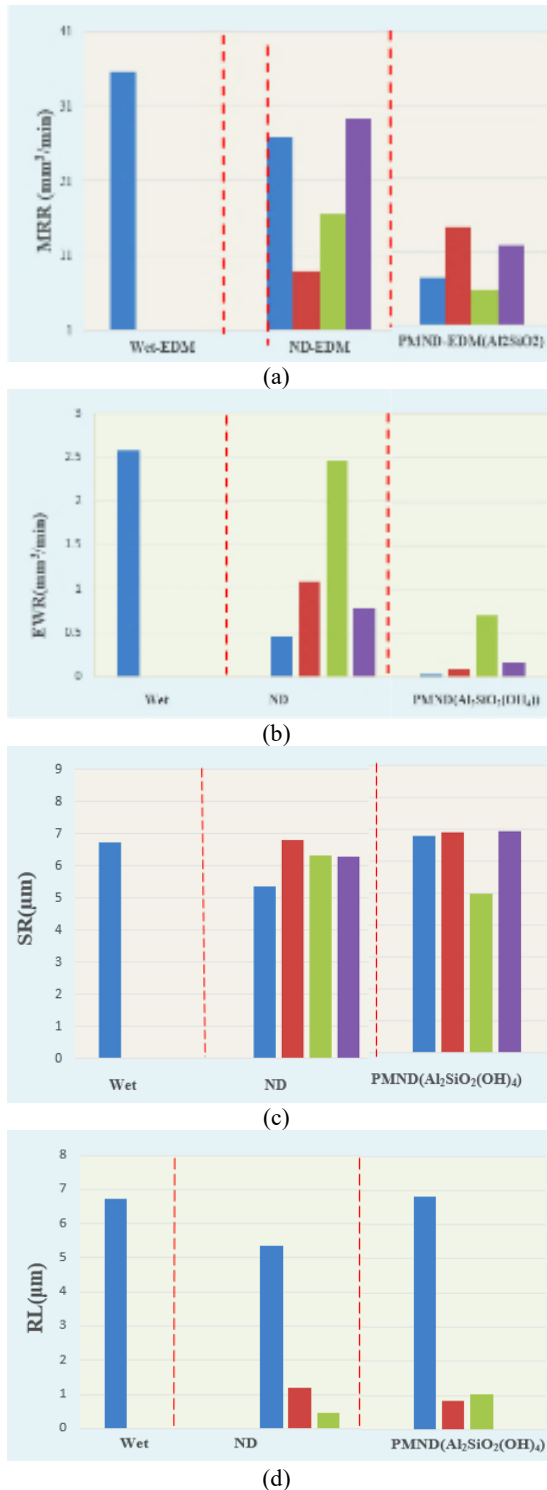 41
31
21
11
1
MRR (mm³/min)
Wet-EDM ND-EDM PMND-EDM(Al2SiO2)
(a)
3
2.5
2
1.5
1
0.5
0
EWR(mm³/min)
Wet ND PMND(Al₂SiO₂(OH₄))
(b)
9
8
7
6
5
4
3
2
1
0
SR(μm)
Wet ND PMND(Al₂SiO₂(OH)₄)
(c)
8
7
6
5
4
3
2
1
0
RL(μm)
Wet ND PMND(Al₂SiO₂(OH)₄)
(d)